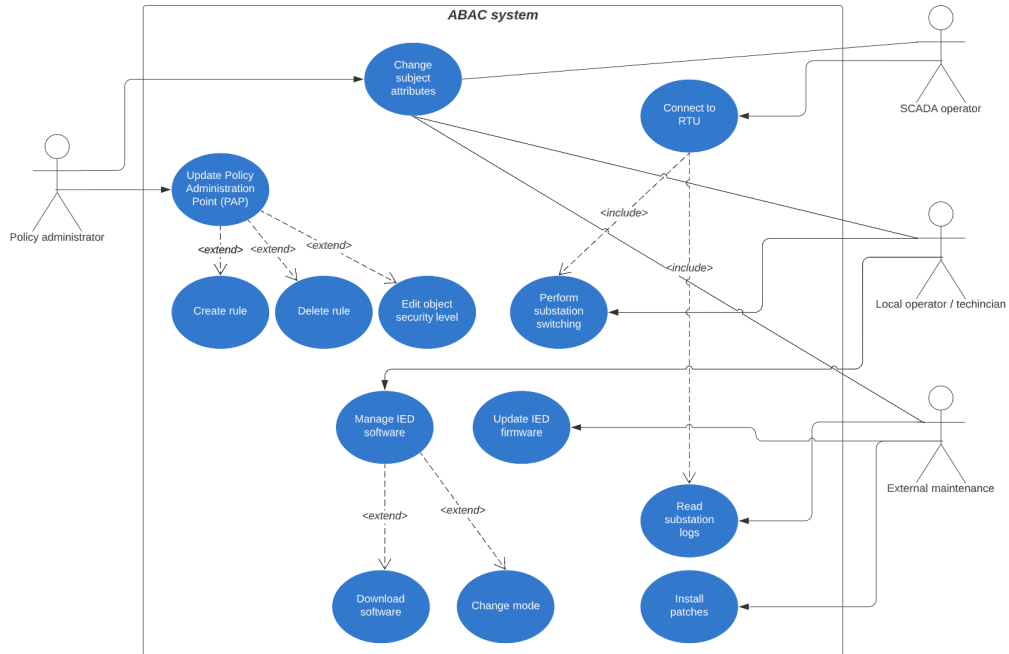 ABAC system
Change
subject
attributes
Connect to
RTU
SCADA operator
Update Policy
Administration
Point (PAP)
Policy administrator
<include>
<extend>
<extend>
<extend>
<include>
Create rule
Delete rule
Edit object
security level
Perform
substation
switching
Local operator / techincian
Manage IED
software
Update IED
firmware
External maintenance
<extend>
<extend>
Read
substation
logs
Download
software
Change mode
Install
patches